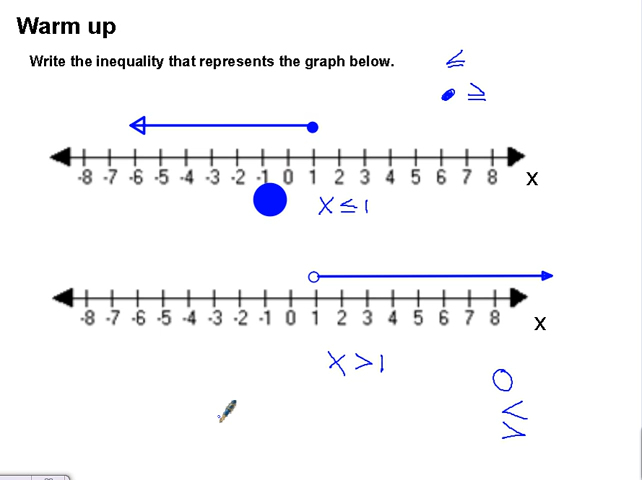 Warm up
Write the inequality that represents the graph below.
≤
≥
-8 -7 -6 -5 -4 -3 -2 -1 0 1 2 3 4 5 6 7 8 X
X ≤ 1
-8 -7 -6 -5 -4 -3 -2 -1 0 1 2 3 4 5 6 7 8 X
X > 1
<
>